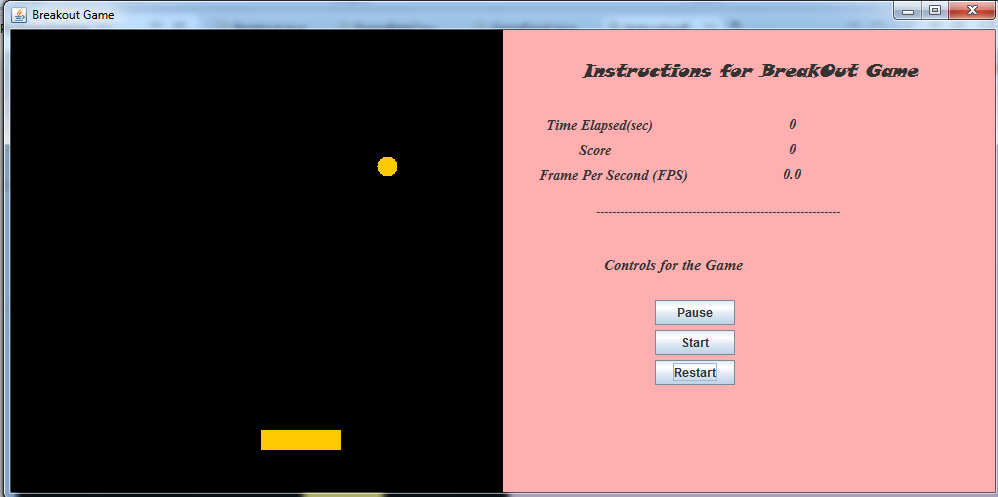 Breakout Game
Instructions for BreakOut Game
Time Elapsed(sec) 0
Score 0
Frame Per Second (FPS) 0.0
------------------------------------------------------------
Controls for the Game
Pause
Start
Restart